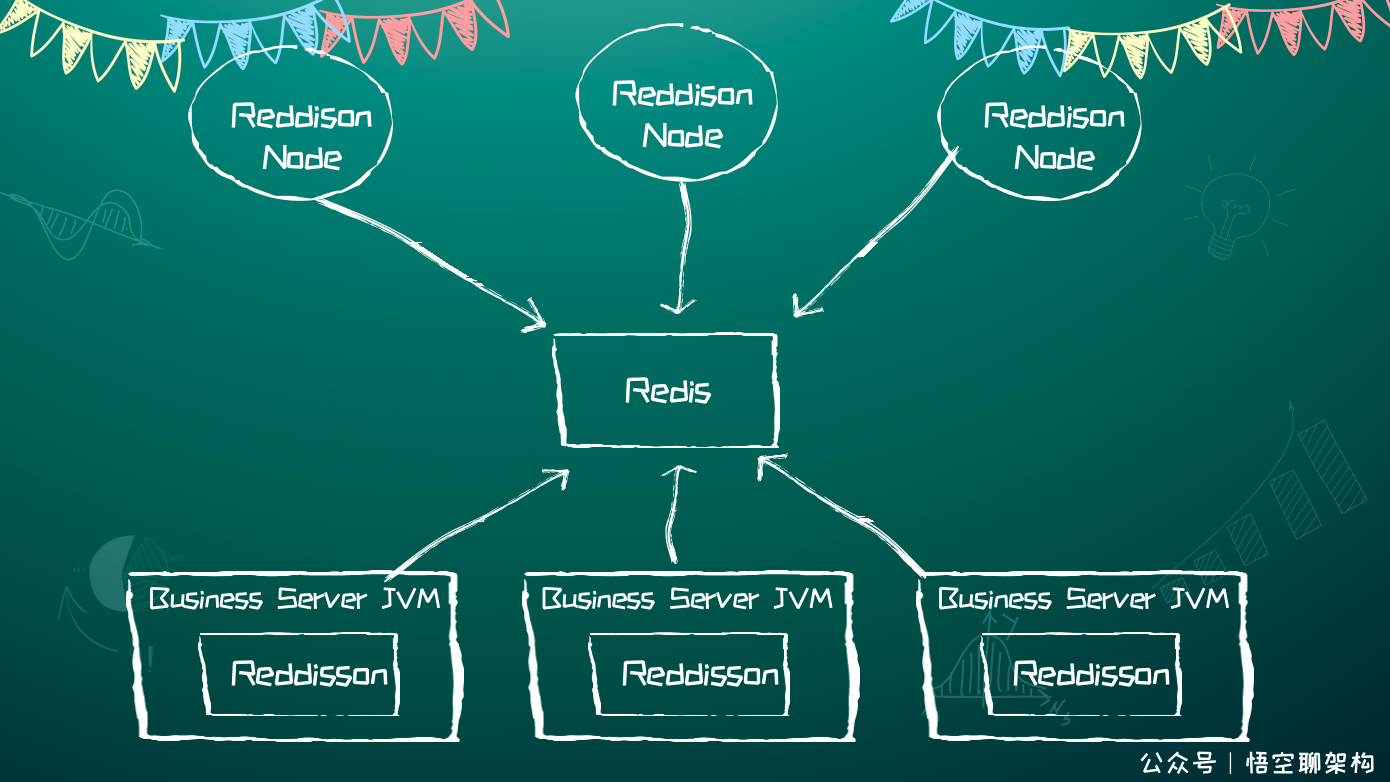 Reddison
Node
Reddison
Node
Reddison
Node
Redis
Business Server JVM
Reddisson
Business Server JVM
Reddisson
Business Server JVM
Reddisson
公众号 | 悟空聊架构